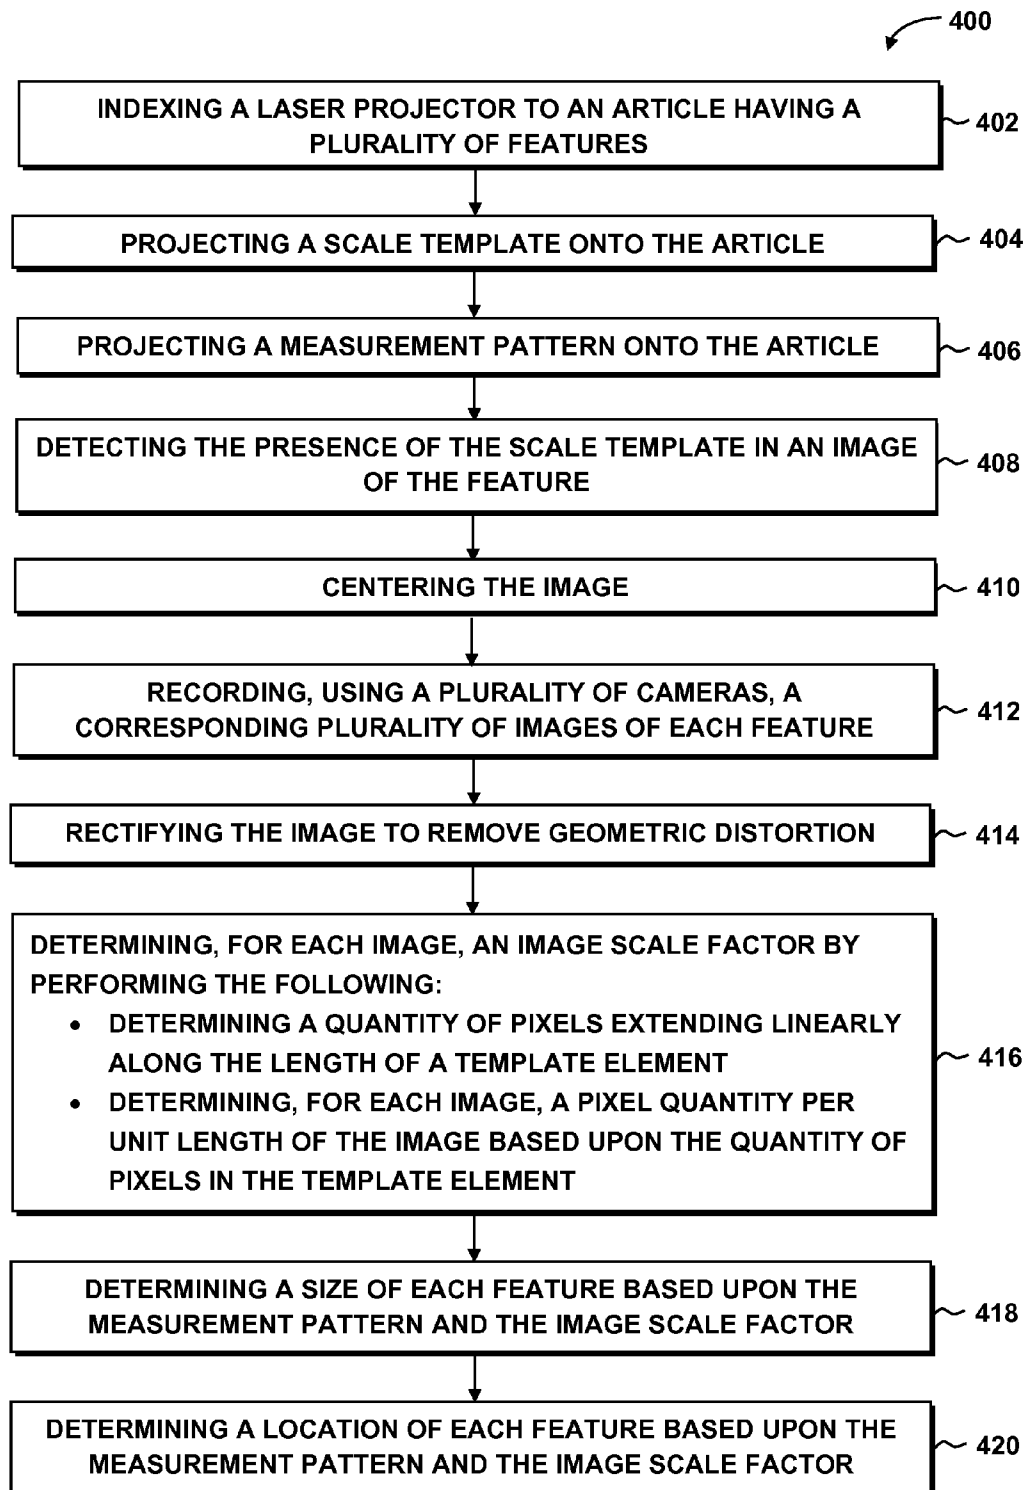 400
INDEXING A LASER PROJECTOR TO AN ARTICLE HAVING A
PLURALITY OF FEATURES
402
PROJECTING A SCALE TEMPLATE ONTO THE ARTICLE
404
PROJECTING A MEASUREMENT PATTERN ONTO THE ARTICLE
406
DETECTING THE PRESENCE OF THE SCALE TEMPLATE IN AN IMAGE
OF THE FEATURE
408
CENTERING THE IMAGE
410
RECORDING, USING A PLURALITY OF CAMERAS, A
CORRESPONDING PLURALITY OF IMAGES OF EACH FEATURE
412
RECTIFYING THE IMAGE TO REMOVE GEOMETRIC DISTORTION
414
DETERMINING, FOR EACH IMAGE, AN IMAGE SCALE FACTOR BY
PERFORMING THE FOLLOWING:
• DETERMINING A QUANTITY OF PIXELS EXTENDING LINEARLY
ALONG THE LENGTH OF A TEMPLATE ELEMENT
• DETERMINING, FOR EACH IMAGE, A PIXEL QUANTITY PER
UNIT LENGTH OF THE IMAGE BASED UPON THE QUANTITY OF
PIXELS IN THE TEMPLATE ELEMENT
416
DETERMINING A SIZE OF EACH FEATURE BASED UPON THE
MEASUREMENT PATTERN AND THE IMAGE SCALE FACTOR
418
DETERMINING A LOCATION OF EACH FEATURE BASED UPON THE
MEASUREMENT PATTERN AND THE IMAGE SCALE FACTOR
420